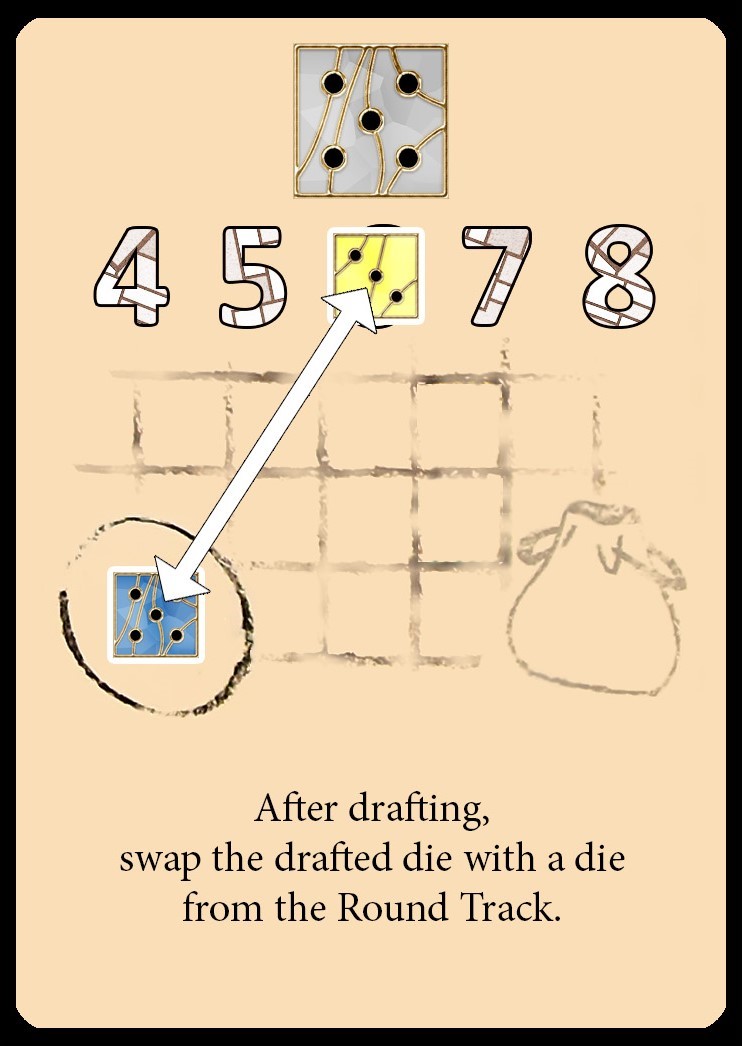 4 5 7 8
After drafting,
swap the drafted die with a die
from the Round Track.